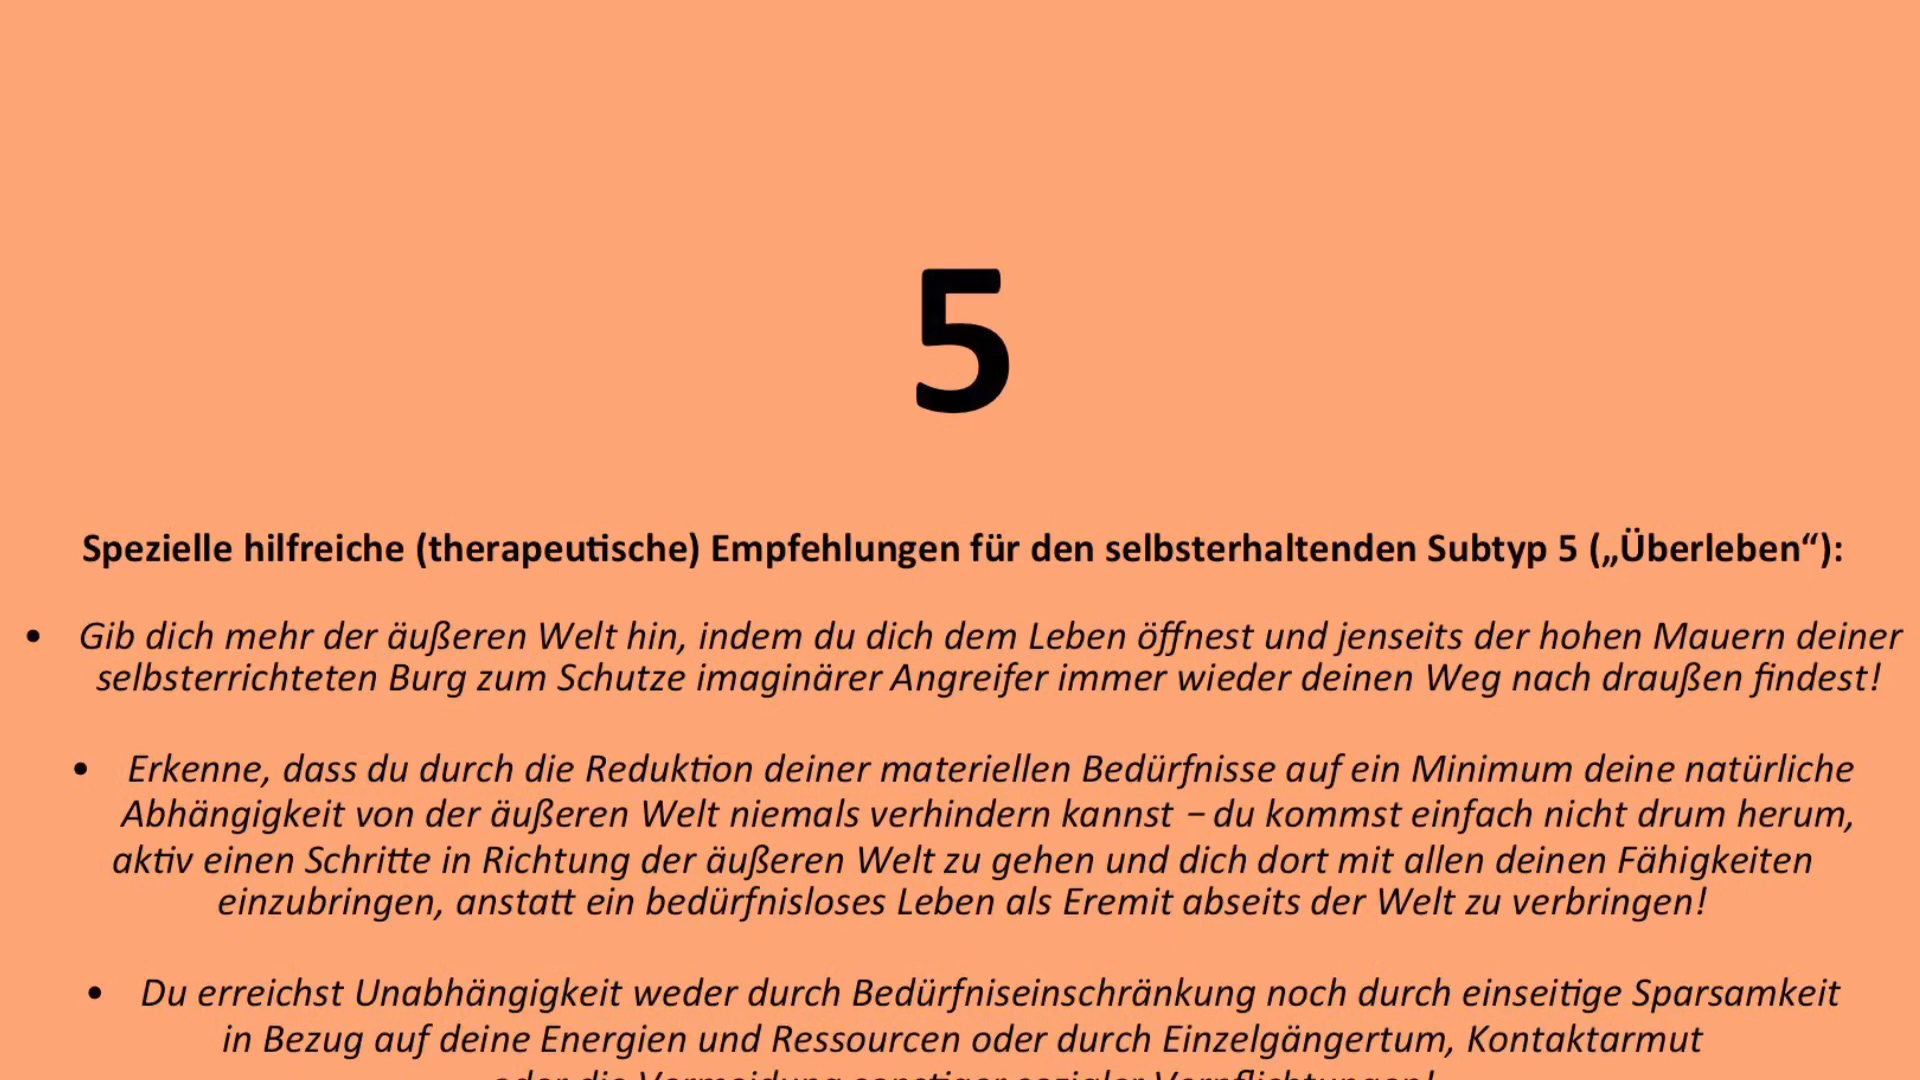 5
Spezielle hilfreiche (therapeutische) Empfehlungen für den selbsterhaltenden Subtyp 5 („Überleben“):
• Gib dich mehr der äußeren Welt hin, indem du dich dem Leben öffnest und jenseits der hohen Mauern deiner
selbsterrichteten Burg zum Schutze imaginärer Angreifer immer wieder deinen Weg nach draußen findest!
• Erkenne, dass du durch die Reduktion deiner materiellen Bedürfnisse auf ein Minimum deine natürliche
Abhängigkeit von der äußeren Welt niemals verhindern kannst – du kommst einfach nicht drum herum,
aktiv einen Schritte in Richtung der äußeren Welt zu gehen und dich dort mit allen deinen Fähigkeiten
einzubringen, anstatt ein bedürfnisloses Leben als Eremit abseits der Welt zu verbringen!
• Du erreichst Unabhängigkeit weder durch Bedürfniseinschränkung noch durch einseitige Sparsamkeit
in Bezug auf deine Energien und Ressourcen oder durch Einzelgängertum, Kontaktarmut
oder die Vermeidung sonstiger sozialer Verpflichtungen!